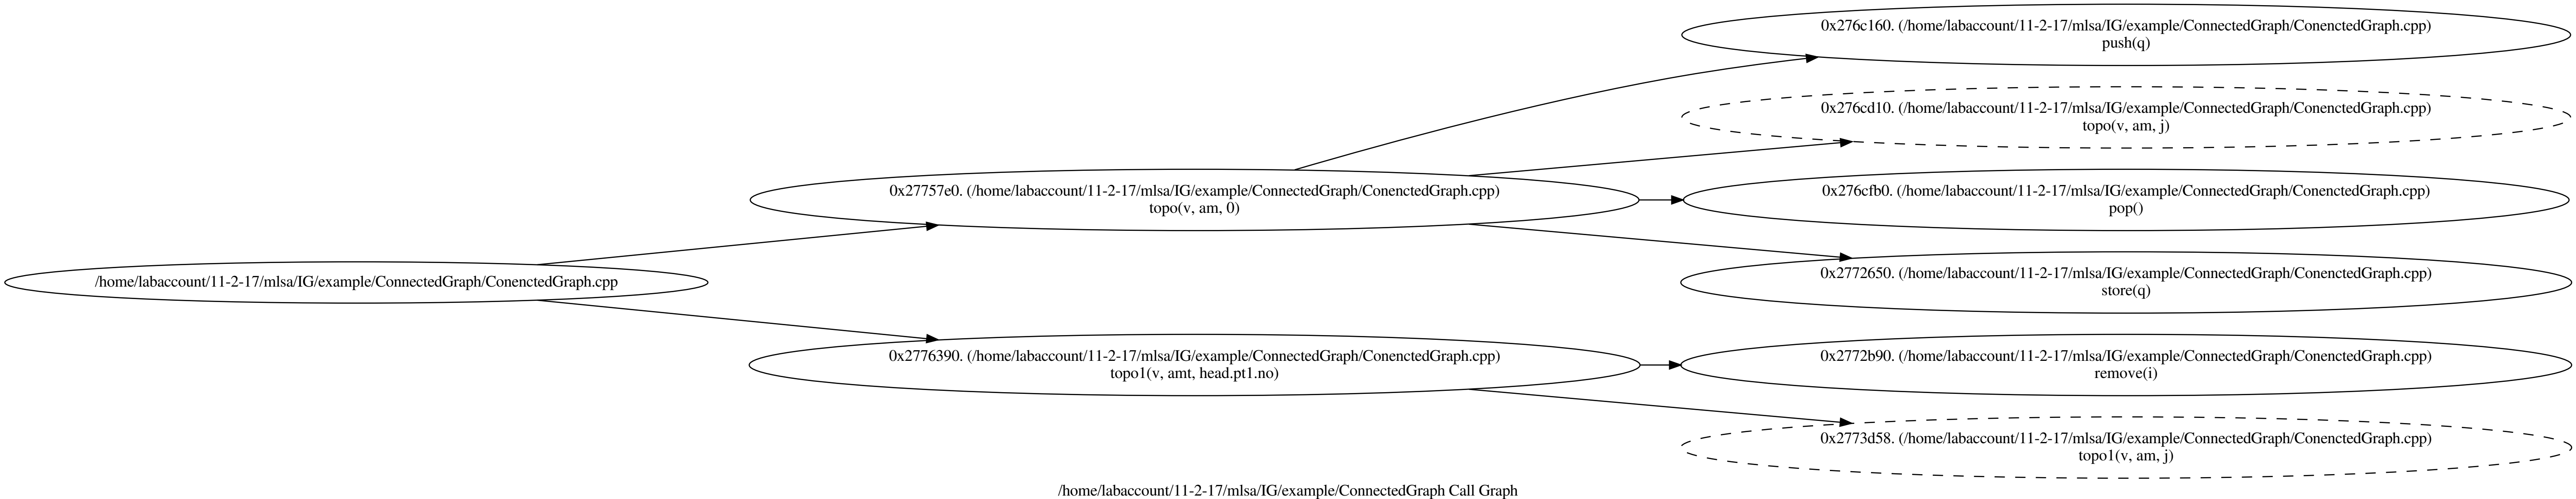 0x276c160. (/home/labaccount/11-2-17/mlsa/IG/example/ConnectedGraph/ConenctedGraph.cpp)
push(q)
0x276cd10. (/home/labaccount/11-2-17/mlsa/IG/example/ConnectedGraph/ConenctedGraph.cpp)
topo(v, am, j)
0x27757e0. (/home/labaccount/11-2-17/mlsa/IG/example/ConnectedGraph/ConenctedGraph.cpp)
topo(v, am, 0)
0x276cfb0. (/home/labaccount/11-2-17/mlsa/IG/example/ConnectedGraph/ConenctedGraph.cpp)
pop()
/home/labaccount/11-2-17/mlsa/IG/example/ConnectedGraph/ConenctedGraph.cpp
0x2772650. (/home/labaccount/11-2-17/mlsa/IG/example/ConnectedGraph/ConenctedGraph.cpp)
store(q)
0x2776390. (/home/labaccount/11-2-17/mlsa/IG/example/ConnectedGraph/ConenctedGraph.cpp)
topo1(v, amt, head.pt1.no)
0x2772b90. (/home/labaccount/11-2-17/mlsa/IG/example/ConnectedGraph/ConenctedGraph.cpp)
remove(i)
0x2773d58. (/home/labaccount/11-2-17/mlsa/IG/example/ConnectedGraph/ConenctedGraph.cpp)
topo1(v, am, j)
/home/labaccount/11-2-17/mlsa/IG/example/ConnectedGraph Call Graph